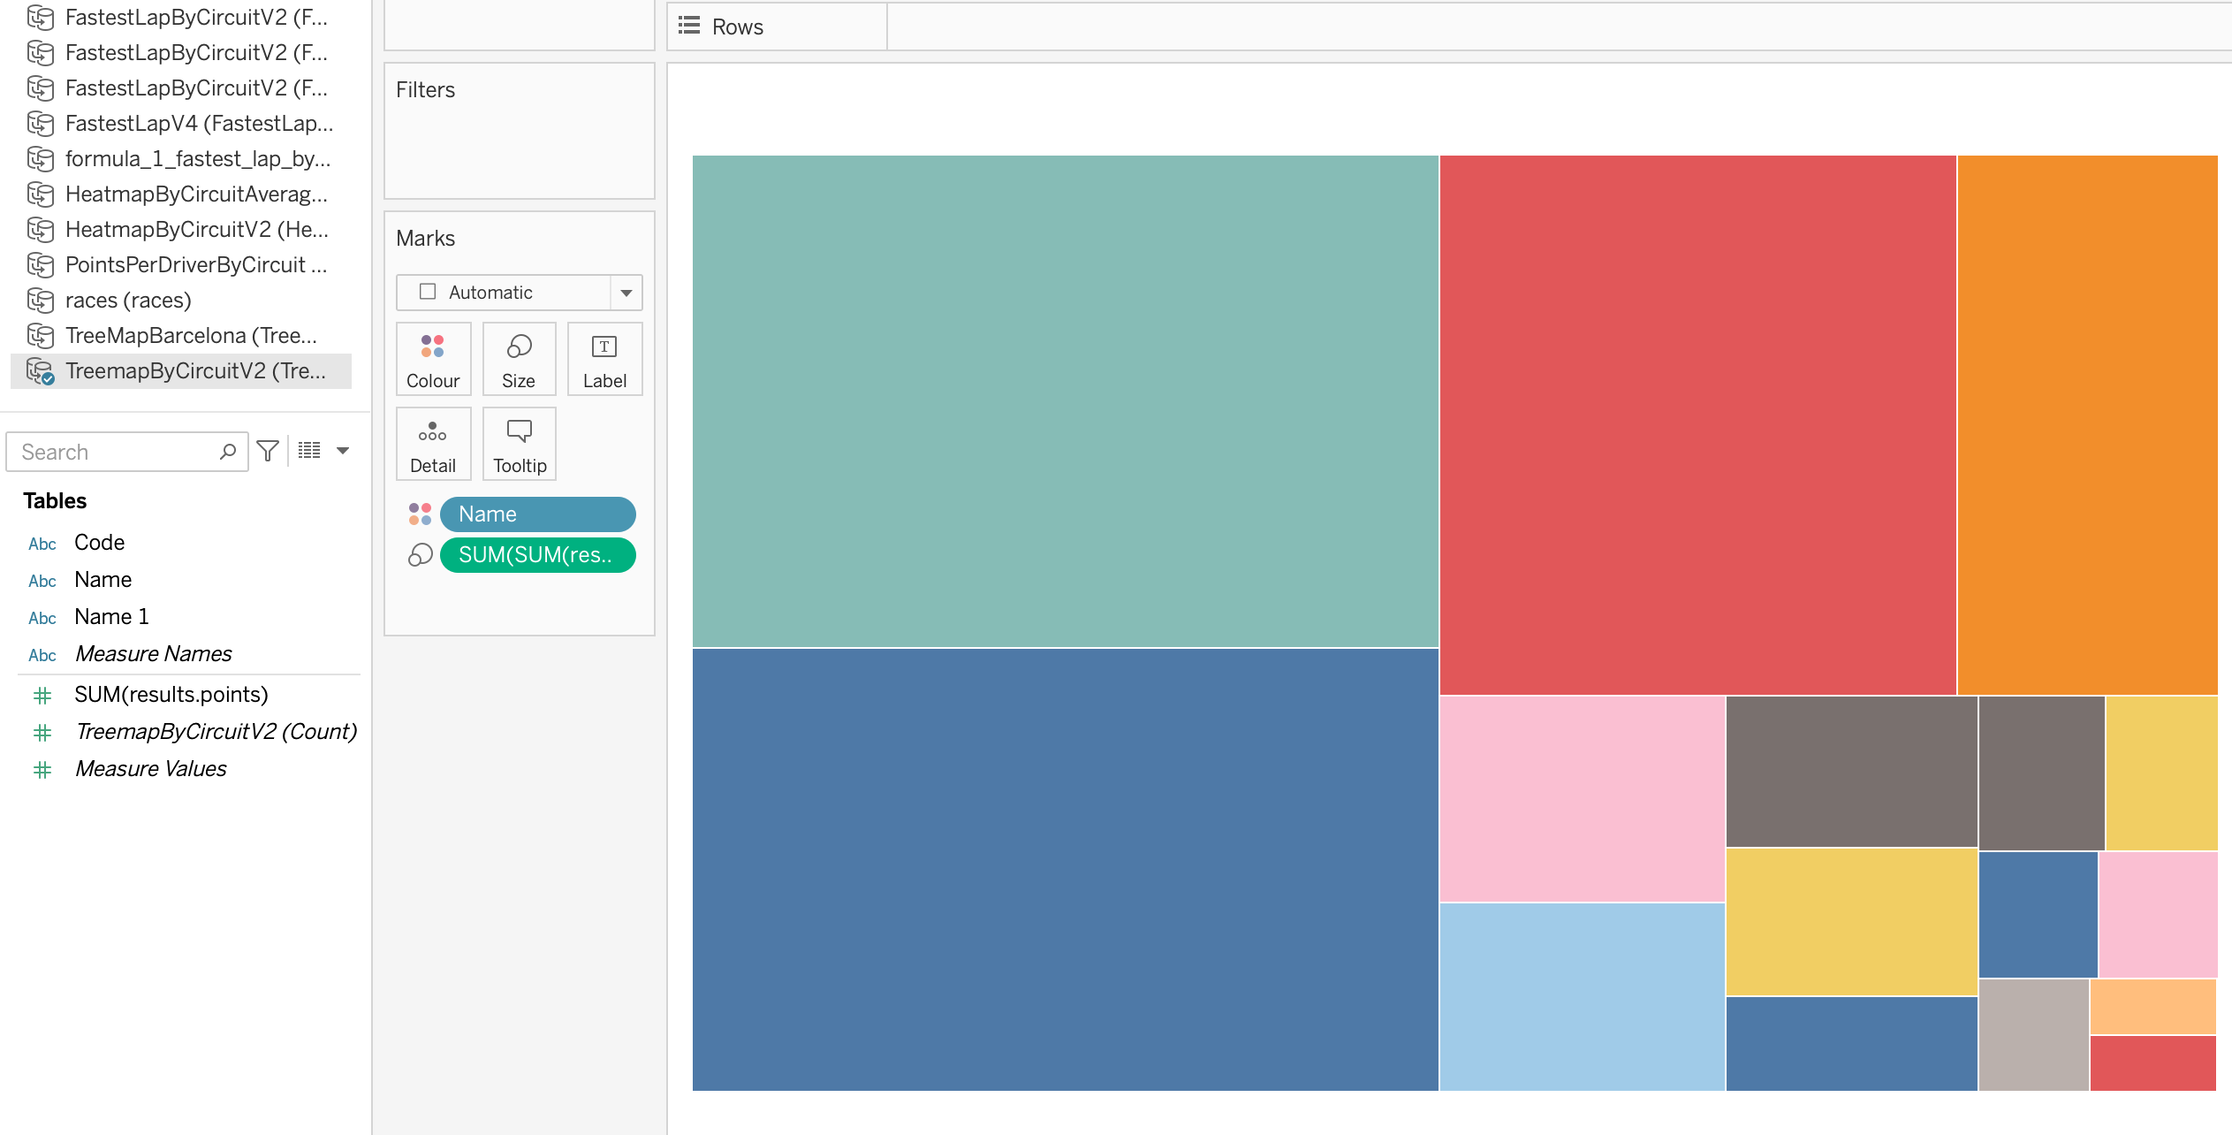 FastestLapByCircuitV2 (F...
FastestLapByCircuitV2 (F...
FastestLapByCircuitV2 (F...
FastestLapV4 (FastestLap...
formula_1_fastest_lap_by...
HeatmapByCircuitAverag...
HeatmapByCircuitV2 (He...
PointsPerDriverByCircuit ...
races (races)
TreeMapBarcelona (Tree...
TreemapByCircuitV2 (Tre...
Search
Tables
Abc Code
Abc Name
Abc Name 1
Abc Measure Names
# SUM(results.points)
# TreemapByCircuitV2 (Count)
# Measure Values
Filters
Marks
Automatic
Colour
Size
T
Label
Detail
Tooltip
Name
SUM(SUM(res..
Rows